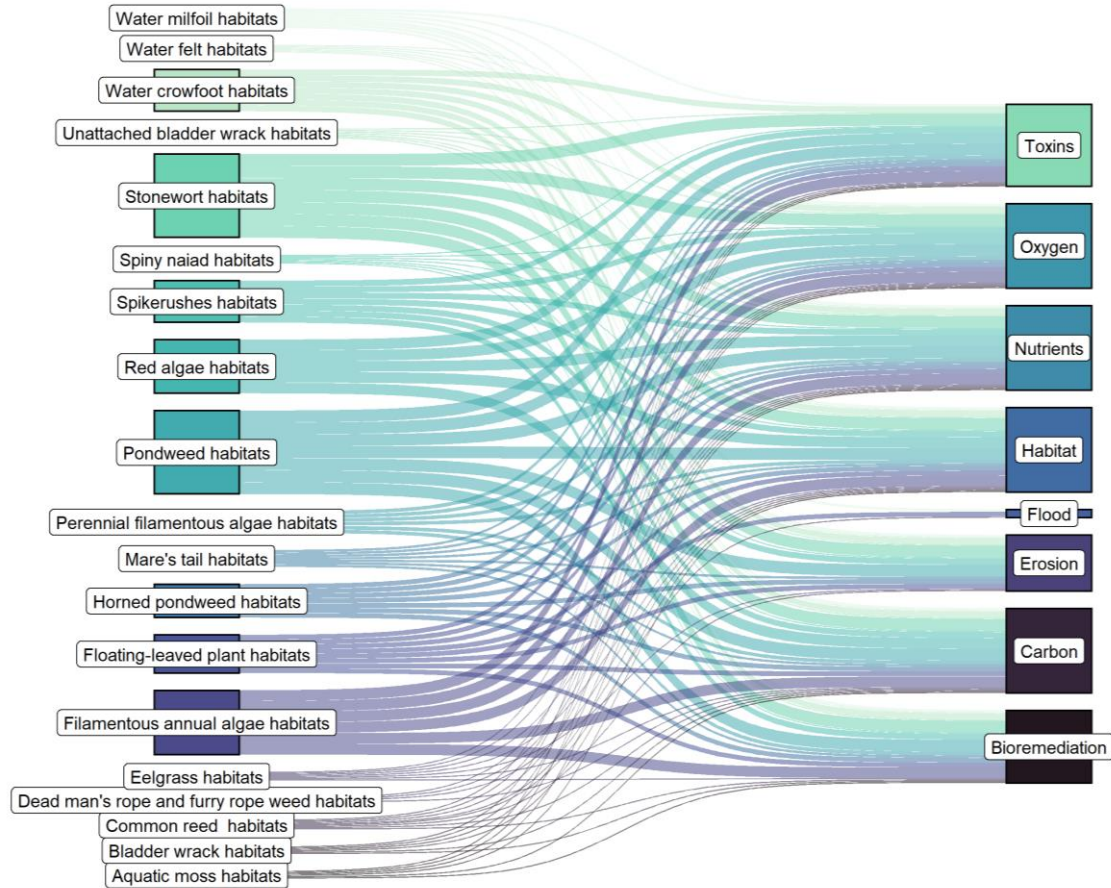 Water milfoil habitats
Water felt habitats
Water crowfoot habitats
Unattached bladder wrack habitats
Stonewort habitats
Spiny naiad habitats
Spikerushes habitats
Red algae habitats
Pondweed habitats
Perennial filamentous algae habitats
Mare's tail habitats
Horned pondweed habitats
Floating-leaved plant habitats
Filamentous annual algae habitats
Eelgrass habitats
Dead man's rope and furry rope weed habitats
Common reed  habitats
Bladder wrack habitats
Aquatic moss habitats
Toxins
Oxygen
Nutrients
Habitat
Flood
Erosion
Carbon
Bioremediation